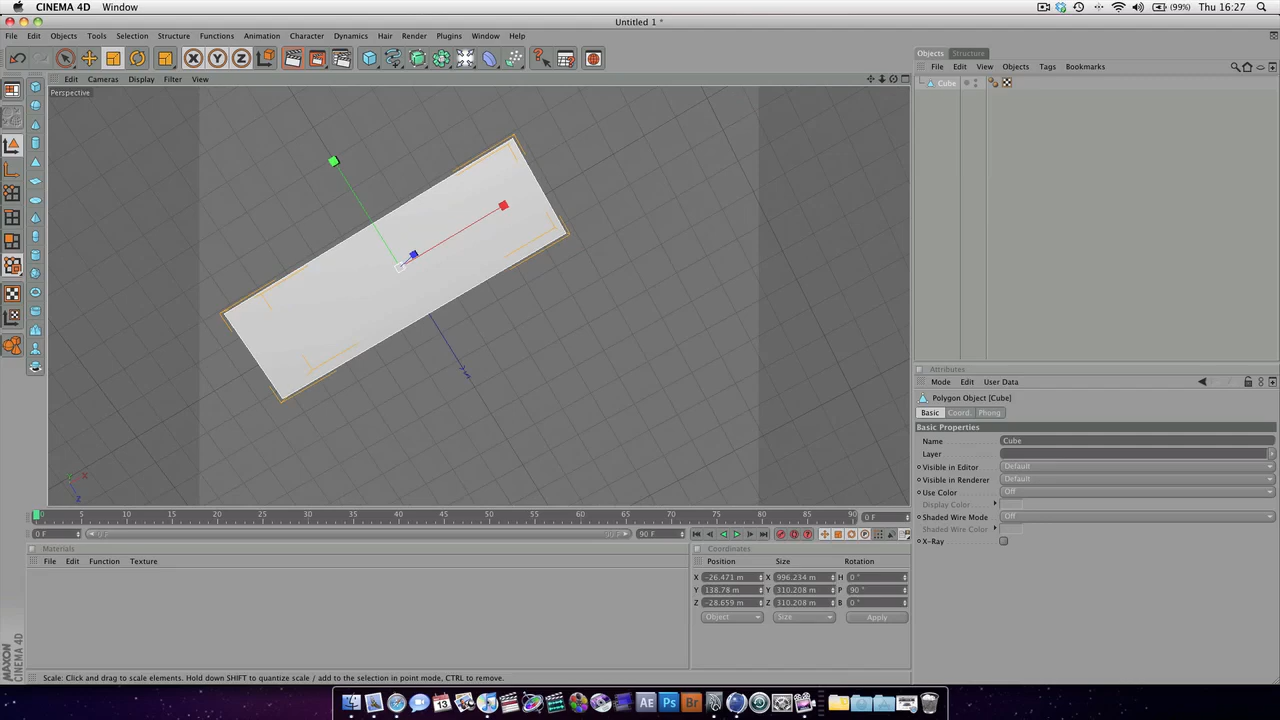 CINEMA 4D Window (99%) Thu 16:27
Untitled 1 *
File Edit Objects Tools Selection Structure Functions Animation Character Dynamics Hair Render Plugins Window Help
Edit Cameras Display Filter View
Perspective
X Y Z
Objects Structure
File Edit View Objects Tags Bookmarks
Cube
Attributes
Mode Edit User Data
Polygon Object [Cube]
Basic Coord. Phong
Basic Properties
Name Cube
Layer
Visible in Editor Default
Visible in Renderer Default
Use Color Off
Display Color
Shaded Wire Mode Off
Shaded Wire Color
X-Ray
X
Z
0 5 10 15 20 25 30 35 40 45 50 55 60 65 70 75 80 85 90 0 F
0 F 0 F 90 F 90 F
Materials
File Edit Function Texture
Coordinates
Position Size Rotation
X -26.471 m X 996.234 m H 0 °
Y 138.78 m Y 310.208 m P 90 °
Z -28.659 m Z 310.208 m B 0 °
Object Size Apply
MAXON
CINEMA 4D
Scale: Click and drag to scale elements. Hold down SHIFT to quantize scale / add to the selection in point mode, CTRL to remove.
13 Ae Ps Br